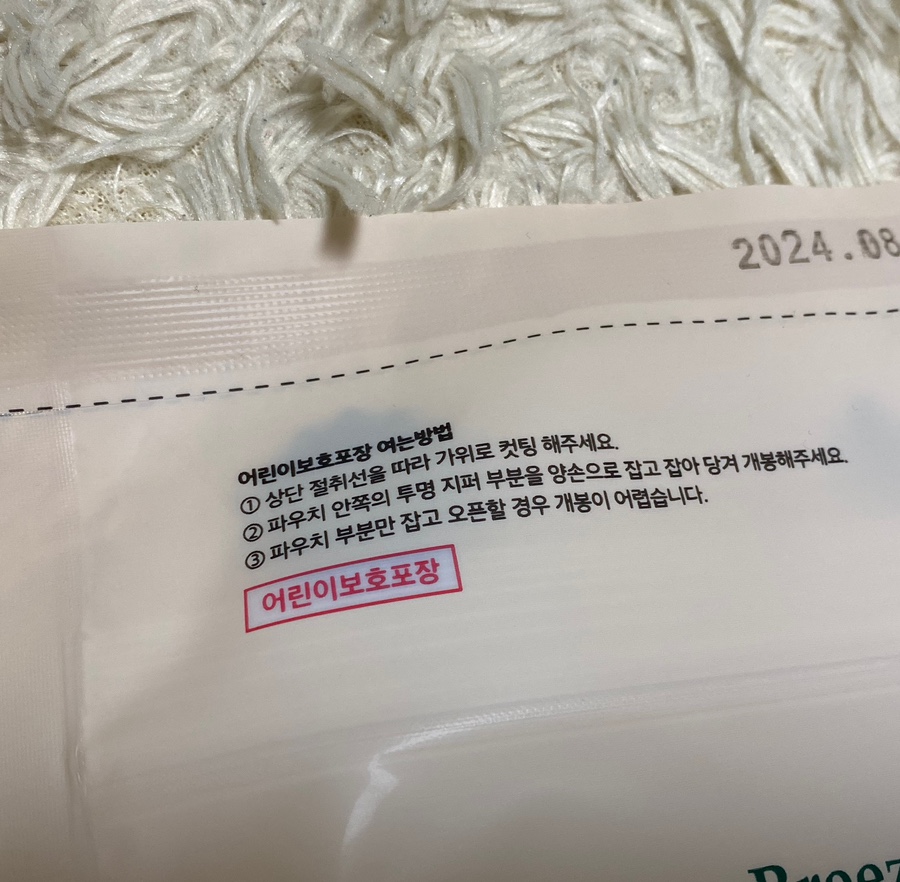 2024.08
어린이보호포장 여는방법
① 상단 절취선을 따라 가위로 컷팅 해주세요.
② 파우치 안쪽의 투명 지퍼 부분을 양손으로 잡고 잡아 당겨 개봉해주세요.
③ 파우치 부분만 잡고 오픈할 경우 개봉이 어렵습니다.
어린이보호포장